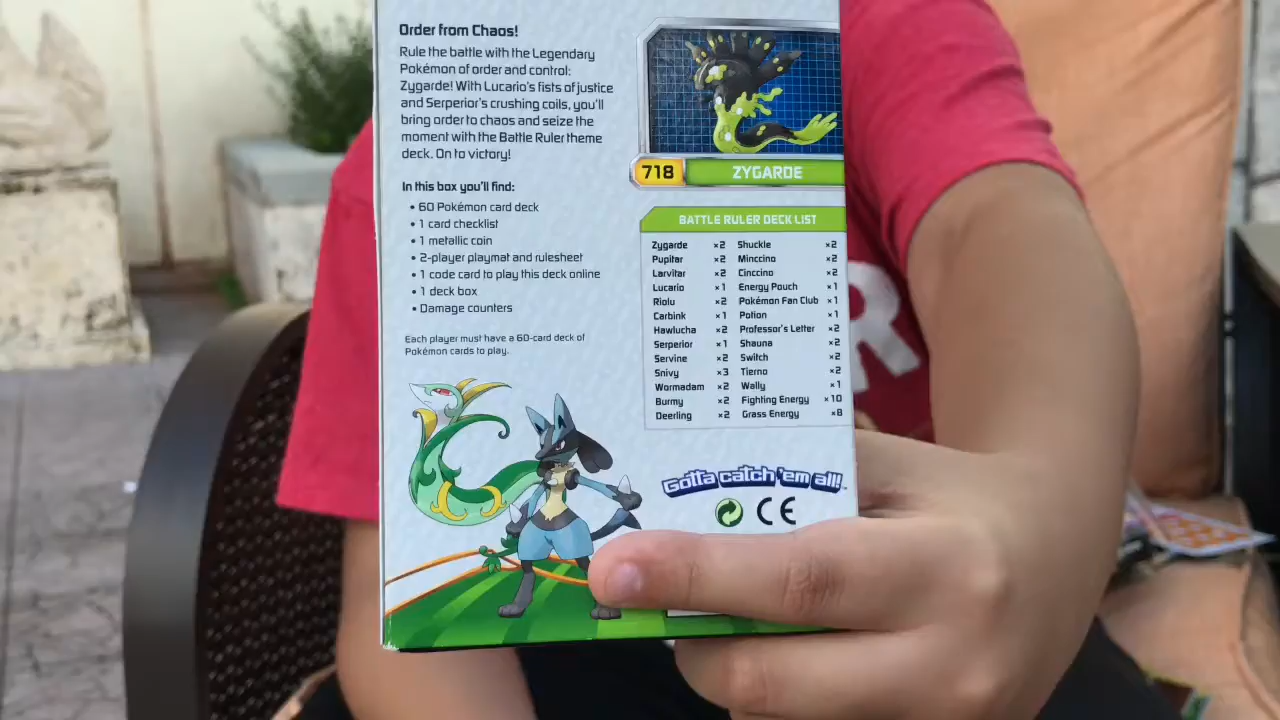 Order from Chaos!
Rule the battle with the Legendary
Pokémon of order and control:
Zygarde! With Lucario's fists of justice
and Serperior's crushing coils, you'll
bring order to chaos and seize the
moment with the Battle Ruler theme
deck. On to victory!
In this box you'll find:
• 60 Pokémon card deck
• 1 card checklist
• 1 metallic coin
• 2-player playmat and rulesheet
• 1 code card to play this deck online
• 1 deck box
• Damage counters
Each player must have a 60-card deck of
Pokémon cards to play.
718 ZYGARDE
BATTLE RULER DECK LIST
Zygarde ×2 Shuckle ×2
Pupitar ×2 Minccino ×2
Larvitar ×2 Cinccino ×2
Lucario ×1 Energy Pouch ×1
Riolu ×2 Pokémon Fan Club ×1
Carbink ×1 Potion ×1
Hawlucha ×2 Professor's Letter ×2
Serperior ×1 Shauna ×2
Servine ×2 Switch ×2
Snivy ×3 Tierno ×2
Wormadam ×2 Wally ×1
Burmy ×2 Fighting Energy ×10
Deerling ×2 Grass Energy ×8
Gotta catch 'em all!™
CE
R